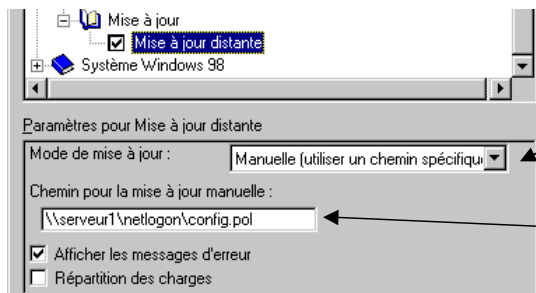 Mise à jour
Mise à jour distante
Système Windows 98
Paramètres pour Mise à jour distante
Mode de mise à jour :
Manuelle (utiliser un chemin spécifiqu
Chemin pour la mise à jour manuelle :
\\serveur1\netlogon\config.pol
Afficher les messages d'erreur
Répartition des charges